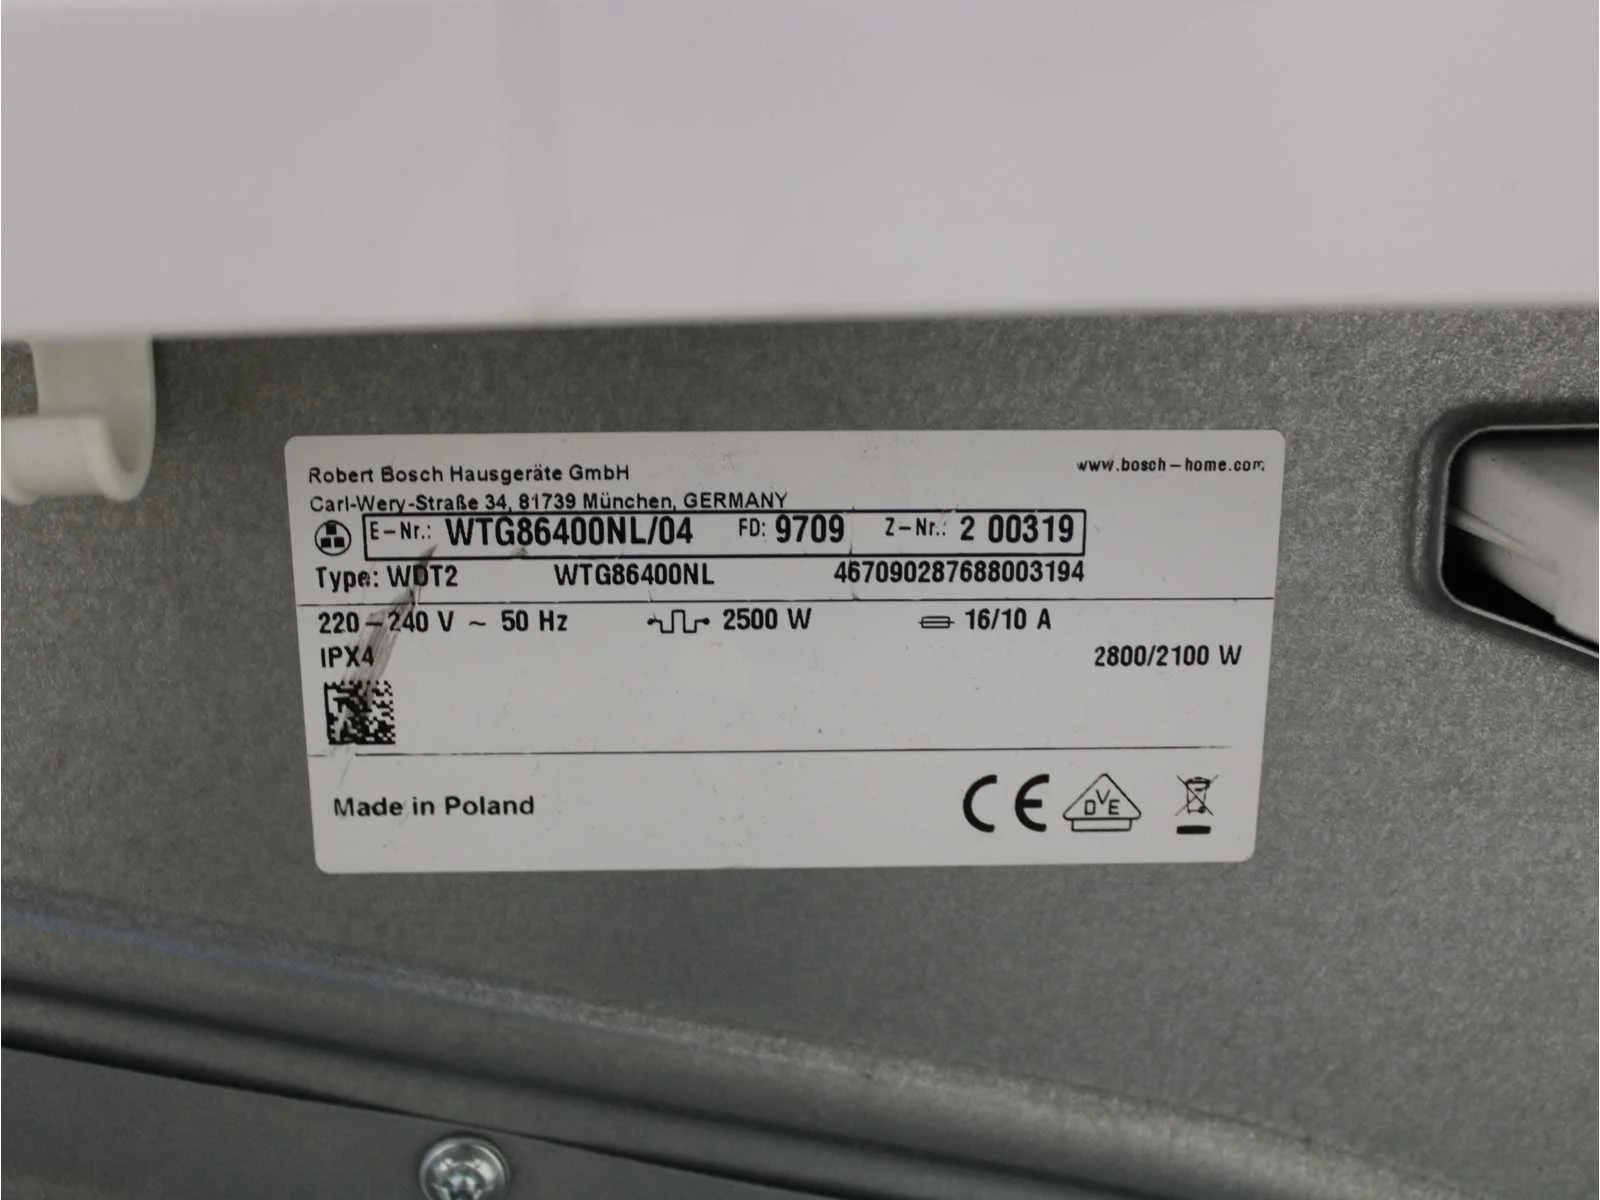 Robert Bosch Hausgeräte GmbH
www.bosch-home.com
Carl-Wery-Straße 34, 81739 München, GERMANY
E-Nr.: WTG86400NL/04 FD: 9709 Z-Nr.: 2 00319
Type: WDT2 WTG86400NL 467090287688003194
220-240 V ~ 50 Hz 2500 W 16/10 A
IPX4 2800/2100 W
Made in Poland
CE DVE